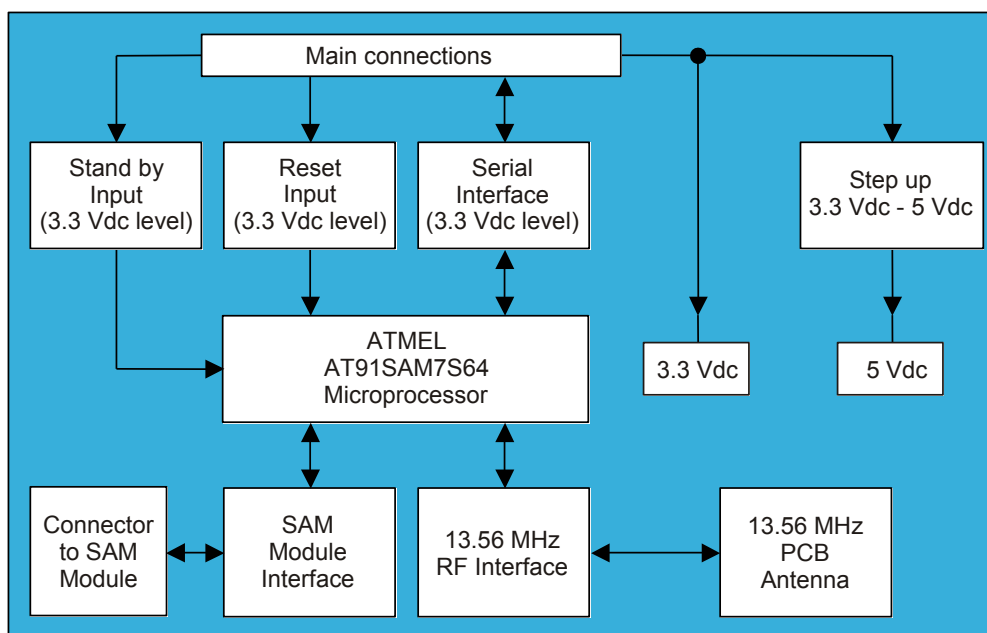 Main connections
Stand by
Input
(3.3 Vdc level)
Reset
Input
(3.3 Vdc level)
Serial
Interface
(3.3 Vdc level)
Step up
3.3 Vdc - 5 Vdc
ATMEL
AT91SAM7S64
Microprocessor
3.3 Vdc
5 Vdc
Connector
to SAM
Module
SAM
Module
Interface
13.56 MHz
RF Interface
13.56 MHz
PCB
Antenna